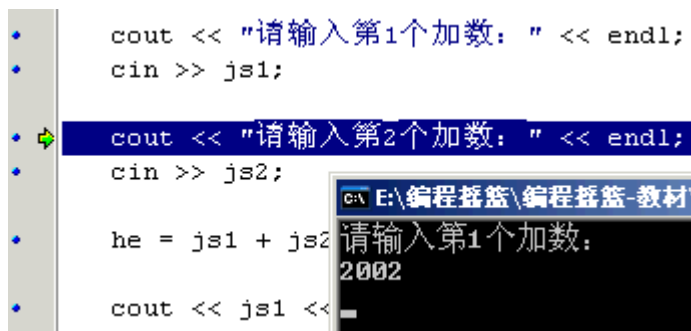 cout << "请输入第1个加数: " << endl;
cin >> js1;
cout << "请输入第2个加数: " << endl;
cin >> js2;
he = js1 + js2
cout << js1 <<
E:\编程摇篮\编程摇篮-教材\
请输入第1个加数:
2002